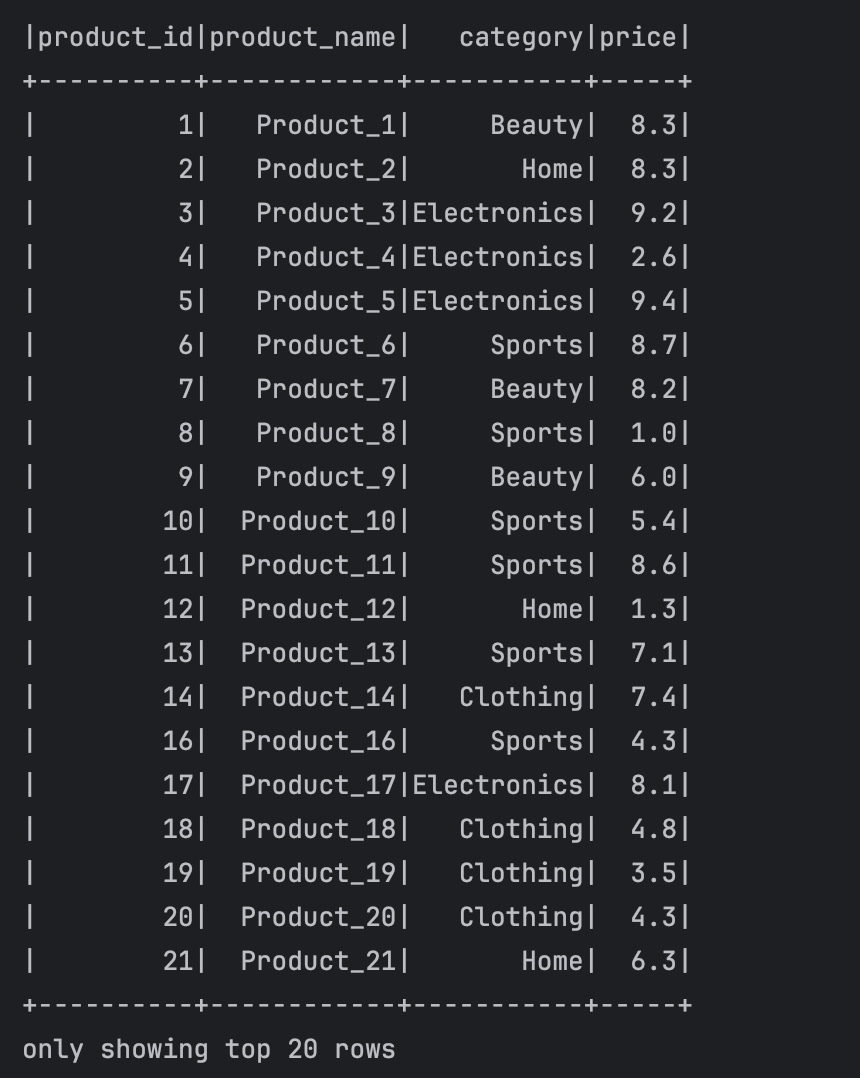 |product_id|product_name|   category|price|
+----------+------------+-----------+-----+
|         1|   Product_1|     Beauty|  8.3|
|         2|   Product_2|       Home|  8.3|
|         3|   Product_3|Electronics|  9.2|
|         4|   Product_4|Electronics|  2.6|
|         5|   Product_5|Electronics|  9.4|
|         6|   Product_6|     Sports|  8.7|
|         7|   Product_7|     Beauty|  8.2|
|         8|   Product_8|     Sports|  1.0|
|         9|   Product_9|     Beauty|  6.0|
|        10|  Product_10|     Sports|  5.4|
|        11|  Product_11|     Sports|  8.6|
|        12|  Product_12|       Home|  1.3|
|        13|  Product_13|     Sports|  7.1|
|        14|  Product_14|   Clothing|  7.4|
|        16|  Product_16|     Sports|  4.3|
|        17|  Product_17|Electronics|  8.1|
|        18|  Product_18|   Clothing|  4.8|
|        19|  Product_19|   Clothing|  3.5|
|        20|  Product_20|   Clothing|  4.3|
|        21|  Product_21|       Home|  6.3|
+----------+------------+-----------+-----+
only showing top 20 rows